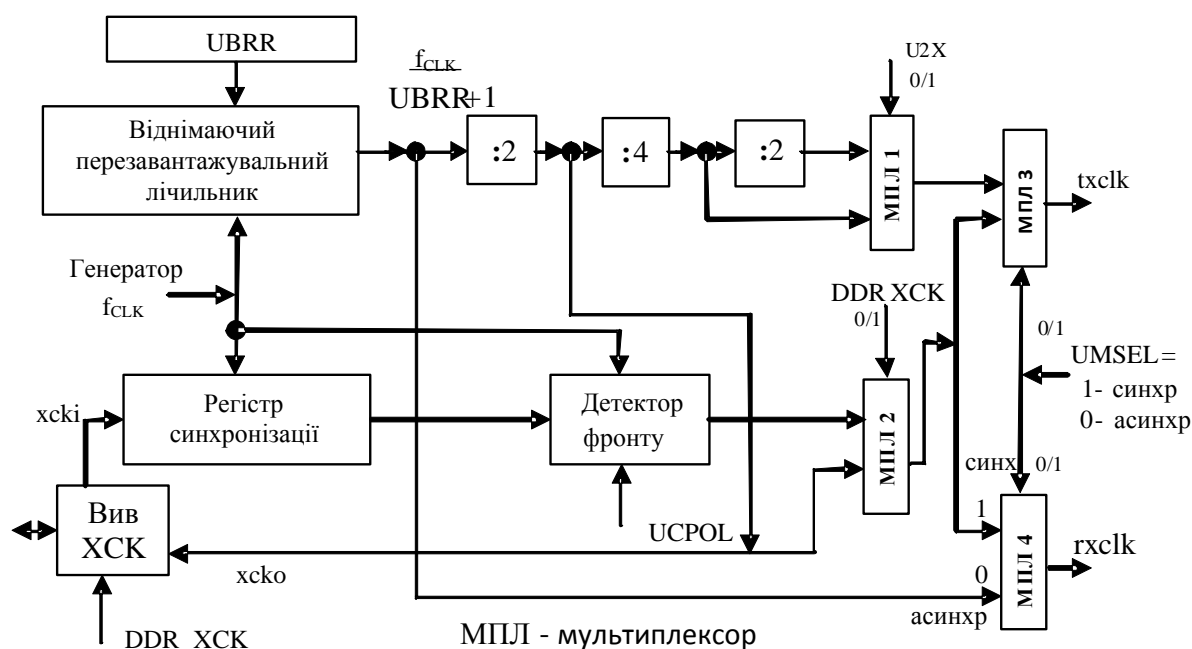 UBRR
f_CLK
UBRR+1
U2X
0/1
Віднімаючий
перезавантажувальний
лічильник
:2
:4
:2
МПЛ 1
МПЛ 3
txclk
Генератор
f_CLK
DDR XCK
0/1
0/1
UMSEL =
1- синхр
0- асинхр
xcki
Регістр
синхронізації
Детектор
фронту
МПЛ 2
синх
0/1
Вив
XCK
UCPOL
1
МПЛ 4
rxclk
xcko
0
асинхр
DDR XCK
МПЛ - мультиплексор